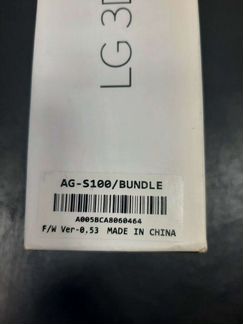 LG 3D
AG-S100/BUNDLE
A005BCA8060464
F/W Ver-0,53 MADE IN CHINA